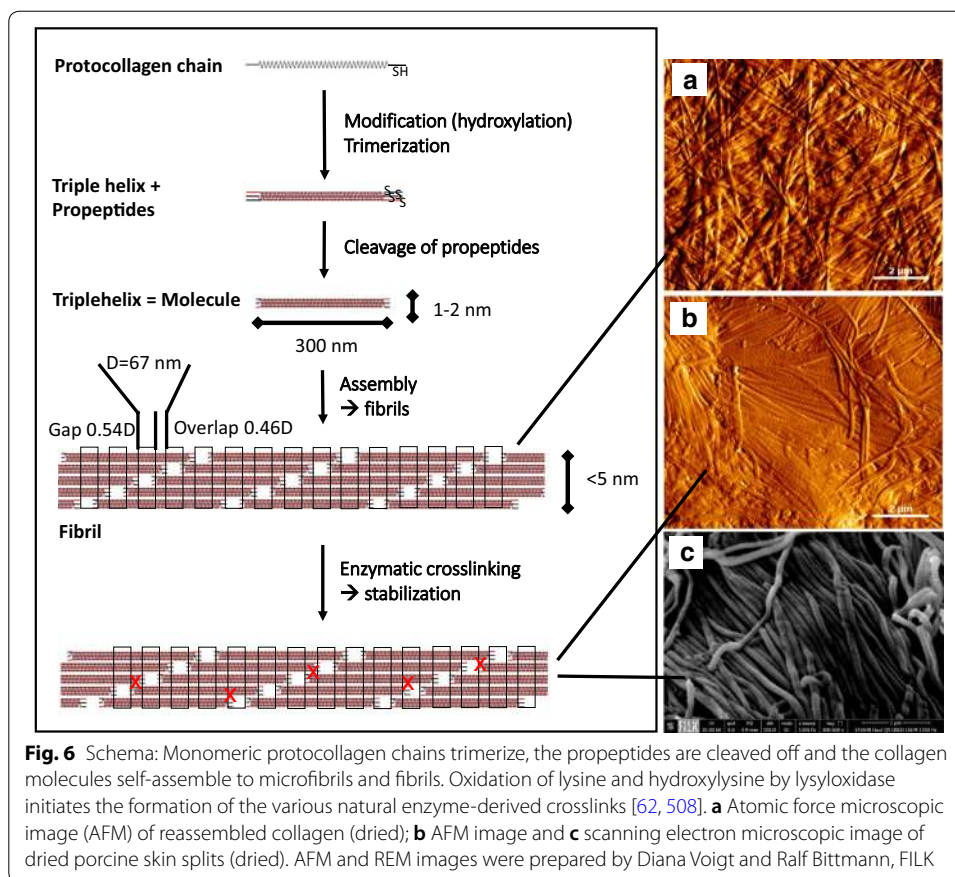 Protocollagen chain
SH
Modification (hydroxylation)
Trimerization
Triple helix +
Propeptides
S
S
S
S
Cleavage of propeptides
Triplehelix = Molecule
1-2 nm
300 nm
D=67 nm
Assembly
→ fibrils
Gap 0.54D
Overlap 0.46D
<5 nm
Fibril
Enzymatic crosslinking
→ stabilization
X X X X X
a
2 µm
b
2 µm
c
FILK
Fig. 6 Schema: Monomeric protocollagen chains trimerize, the propeptides are cleaved off and the collagen
molecules self-assemble to microfibrils and fibrils. Oxidation of lysine and hydroxylysine by lysyloxidase
initiates the formation of the various natural enzyme-derived crosslinks [62, 508]. a Atomic force microscopic
image (AFM) of reassembled collagen (dried); b AFM image and c scanning electron microscopic image of
dried porcine skin splits (dried). AFM and REM images were prepared by Diana Voigt and Ralf Bittmann, FILK